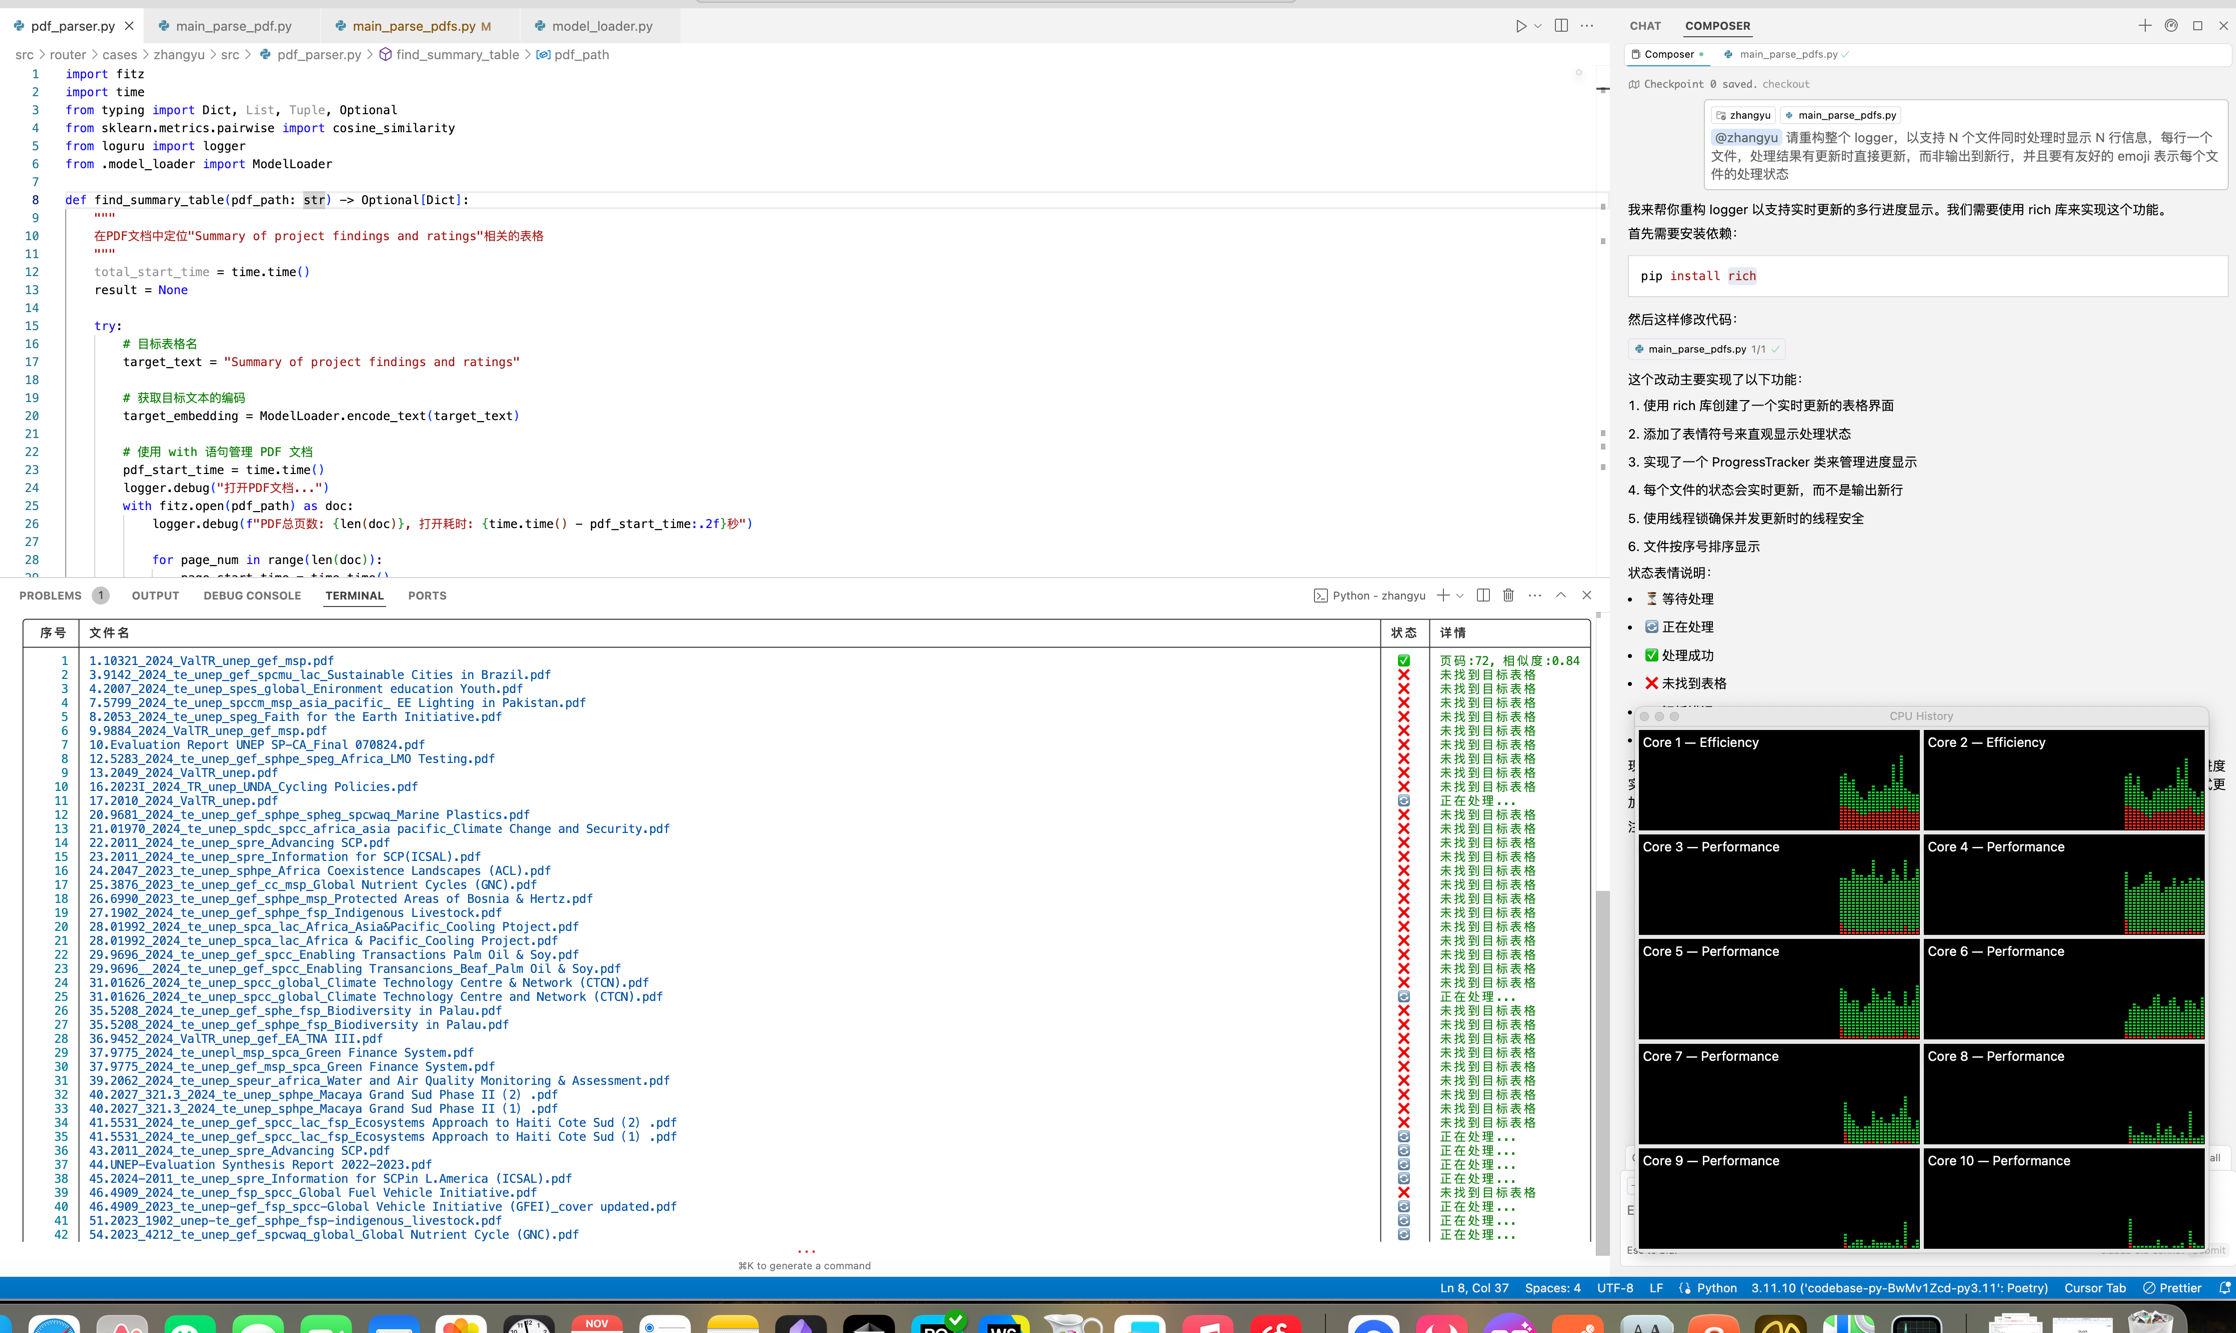 pdf_parser.py
main_parse_pdf.py
main_parse_pdfs.py M
model_loader.py
src > router > cases > zhangyu > src > pdf_parser.py > find_summary_table > pdf_path
1 import fitz
2 import time
3 from typing import Dict, List, Tuple, Optional
4 from sklearn.metrics.pairwise import cosine_similarity
5 from loguru import logger
6 from .model_loader import ModelLoader
7
8 def find_summary_table(pdf_path: str) -> Optional[Dict]:
9 """
10 在PDF文档中定位"Summary of project findings and ratings"相关的表格
11 """
12 total_start_time = time.time()
13 result = None
14
15 try:
16 # 目标表格名
17 target_text = "Summary of project findings and ratings"
18
19 # 获取目标文本的编码
20 target_embedding = ModelLoader.encode_text(target_text)
21
22 # 使用 with 语句管理 PDF 文档
23 pdf_start_time = time.time()
24 logger.debug("打开PDF文档...")
25 with fitz.open(pdf_path) as doc:
26 logger.debug(f"PDF总页数: {len(doc)}, 打开耗时: {time.time() - pdf_start_time:.2f}秒")
27
28 for page_num in range(len(doc)):
29 page_start_time = time.time()
PROBLEMS 1 OUTPUT DEBUG CONSOLE TERMINAL PORTS
Python - zhangyu
序号 文件名 状态 详情
1 1.10321_2024_ValTR_unep_gef_msp.pdf ✅ 页码:72, 相似度:0.84
2 3.9142_2024_te_unep_gef_spcmu_lac_Sustainable Cities in Brazil.pdf ❌ 未找到目标表格
3 4.2007_2024_te_unep_spes_global_Enironment education Youth.pdf ❌ 未找到目标表格
4 7.5799_2024_te_unep_spccm_msp_asia_pacific_ EE Lighting in Pakistan.pdf ❌ 未找到目标表格
5 8.2053_2024_te_unep_speg_Faith for the Earth Initiative.pdf ❌ 未找到目标表格
6 9.9884_2024_ValTR_unep_gef_msp.pdf ❌ 未找到目标表格
7 10.Evaluation Report UNEP SP-CA_Final 070824.pdf ❌ 未找到目标表格
8 12.5283_2024_te_unep_gef_sphpe_speg_Africa_LMO Testing.pdf ❌ 未找到目标表格
9 13.2049_2024_ValTR_unep.pdf ❌ 未找到目标表格
10 16.2023I_2024_TR_unep_UNDA_Cycling Policies.pdf ❌ 未找到目标表格
11 17.2010_2024_ValTR_unep.pdf 🔄 正在处理...
12 20.9681_2024_te_unep_gef_sphpe_spheg_spcwaq_Marine Plastics.pdf ❌ 未找到目标表格
13 21.01970_2024_te_unep_spdc_spcc_africa_asia pacific_Climate Change and Security.pdf ❌ 未找到目标表格
14 22.2011_2024_te_unep_spre_Advancing SCP.pdf ❌ 未找到目标表格
15 23.2011_2024_te_unep_spre_Information for SCP(ICSAL).pdf ❌ 未找到目标表格
16 24.2047_2023_te_unep_sphpe_Africa Coexistence Landscapes (ACL).pdf ❌ 未找到目标表格
17 25.3876_2023_te_unep_gef_cc_msp_Global Nutrient Cycles (GNC).pdf ❌ 未找到目标表格
18 26.6990_2023_te_unep_gef_sphpe_msp_Protected Areas of Bosnia & Hertz.pdf ❌ 未找到目标表格
19 27.1902_2024_te_unep_gef_sphpe_fsp_Indigenous Livestock.pdf ❌ 未找到目标表格
20 28.01992_2024_te_unep_spca_lac_Africa_Asia&Pacific_Cooling Ptoject.pdf ❌ 未找到目标表格
21 28.01992_2024_te_unep_spca_lac_Africa & Pacific_Cooling Project.pdf ❌ 未找到目标表格
22 29.9696_2024_te_unep_gef_spcc_Enabling Transactions Palm Oil & Soy.pdf ❌ 未找到目标表格
23 29.9696__2024_te_unep_gef_spcc_Enabling Transancions_Beaf_Palm Oil & Soy.pdf ❌ 未找到目标表格
24 31.01626_2024_te_unep_spcc_global_Climate Technology Centre & Network (CTCN).pdf ❌ 未找到目标表格
25 31.01626_2024_te_unep_spcc_global_Climate Technology Centre and Network (CTCN).pdf 🔄 正在处理...
26 35.5208_2024_te_unep_gef_sphe_fsp_Biodiversity in Palau.pdf ❌ 未找到目标表格
27 35.5208_2024_te_unep_gef_sphpe_fsp_Biodiversity in Palau.pdf ❌ 未找到目标表格
28 36.9452_2024_ValTR_unep_gef_EA_TNA III.pdf ❌ 未找到目标表格
29 37.9775_2024_te_unepl_msp_spca_Green Finance System.pdf ❌ 未找到目标表格
30 37.9775_2024_te_unep_gef_msp_spca_Green Finance System.pdf ❌ 未找到目标表格
31 39.2062_2024_te_unep_speur_africa_Water and Air Quality Monitoring & Assessment.pdf ❌ 未找到目标表格
32 40.2027_321.3_2024_te_unep_sphpe_Macaya Grand Sud Phase II (2) .pdf ❌ 未找到目标表格
33 40.2027_321.3_2024_te_unep_sphpe_Macaya Grand Sud Phase II (1) .pdf ❌ 未找到目标表格
34 41.5531_2024_te_unep_gef_spcc_lac_fsp_Ecosystems Approach to Haiti Cote Sud (2) .pdf ❌ 未找到目标表格
35 41.5531_2024_te_unep_gef_spcc_lac_fsp_Ecosystems Approach to Haiti Cote Sud (1) .pdf 🔄 正在处理...
36 43.2011_2024_te_unep_spre_Advancing SCP.pdf 🔄 正在处理...
37 44.UNEP-Evaluation Synthesis Report 2022-2023.pdf 🔄 正在处理...
38 45.2024-2011_te_unep_spre_Information for SCPin L.America (ICSAL).pdf 🔄 正在处理...
39 46.4909_2024_te_unep_fsp_spcc_Global Fuel Vehicle Initiative.pdf ❌ 未找到目标表格
40 46.4909_2023_te_unep-gef_fsp_spcc-Global Vehicle Initiative (GFEI)_cover updated.pdf 🔄 正在处理...
41 51.2023_1902_unep-te_gef_sphpe_fsp-indigenous_livestock.pdf 🔄 正在处理...
42 54.2023_4212_te_unep_gef_spcwaq_global_Global Nutrient Cycle (GNC).pdf 🔄 正在处理...
...
⌘K to generate a command
CHAT COMPOSER
Composer main_parse_pdfs.py
Checkpoint 0 saved. checkout
zhangyu main_parse_pdfs.py
@zhangyu 请重构整个 logger，以支持 N 个文件同时处理时显示 N 行信息，每行一个
文件，处理结果有更新时直接更新，而非输出到新行，并且要有友好的 emoji 表示每个文
件的处理状态
我来帮你重构 logger 以支持实时更新的多行进度显示。我们需要使用 rich 库来实现这个功能。
首先需要安装依赖：
pip install rich
然后这样修改代码：
main_parse_pdfs.py 1/1
这个改动主要实现了以下功能：
1. 使用 rich 库创建了一个实时更新的表格界面
2. 添加了表情符号来直观显示处理状态
3. 实现了一个 ProgressTracker 类来管理进度显示
4. 每个文件的状态会实时更新，而不是输出新行
5. 使用线程锁确保并发更新时的线程安全
6. 文件按序号排序显示
状态表情说明：
• ⏳ 等待处理
• 🔄 正在处理
• ✅ 处理成功
• ❌ 未找到表格
CPU History
Core 1 — Efficiency
Core 2 — Efficiency
Core 3 — Performance
Core 4 — Performance
Core 5 — Performance
Core 6 — Performance
Core 7 — Performance
Core 8 — Performance
Core 9 — Performance
Core 10 — Performance
Ln 8, Col 37 Spaces: 4 UTF-8 LF Python 3.11.10 ('codebase-py-BwMv1Zcd-py3.11': Poetry) Cursor Tab Prettier
NOV